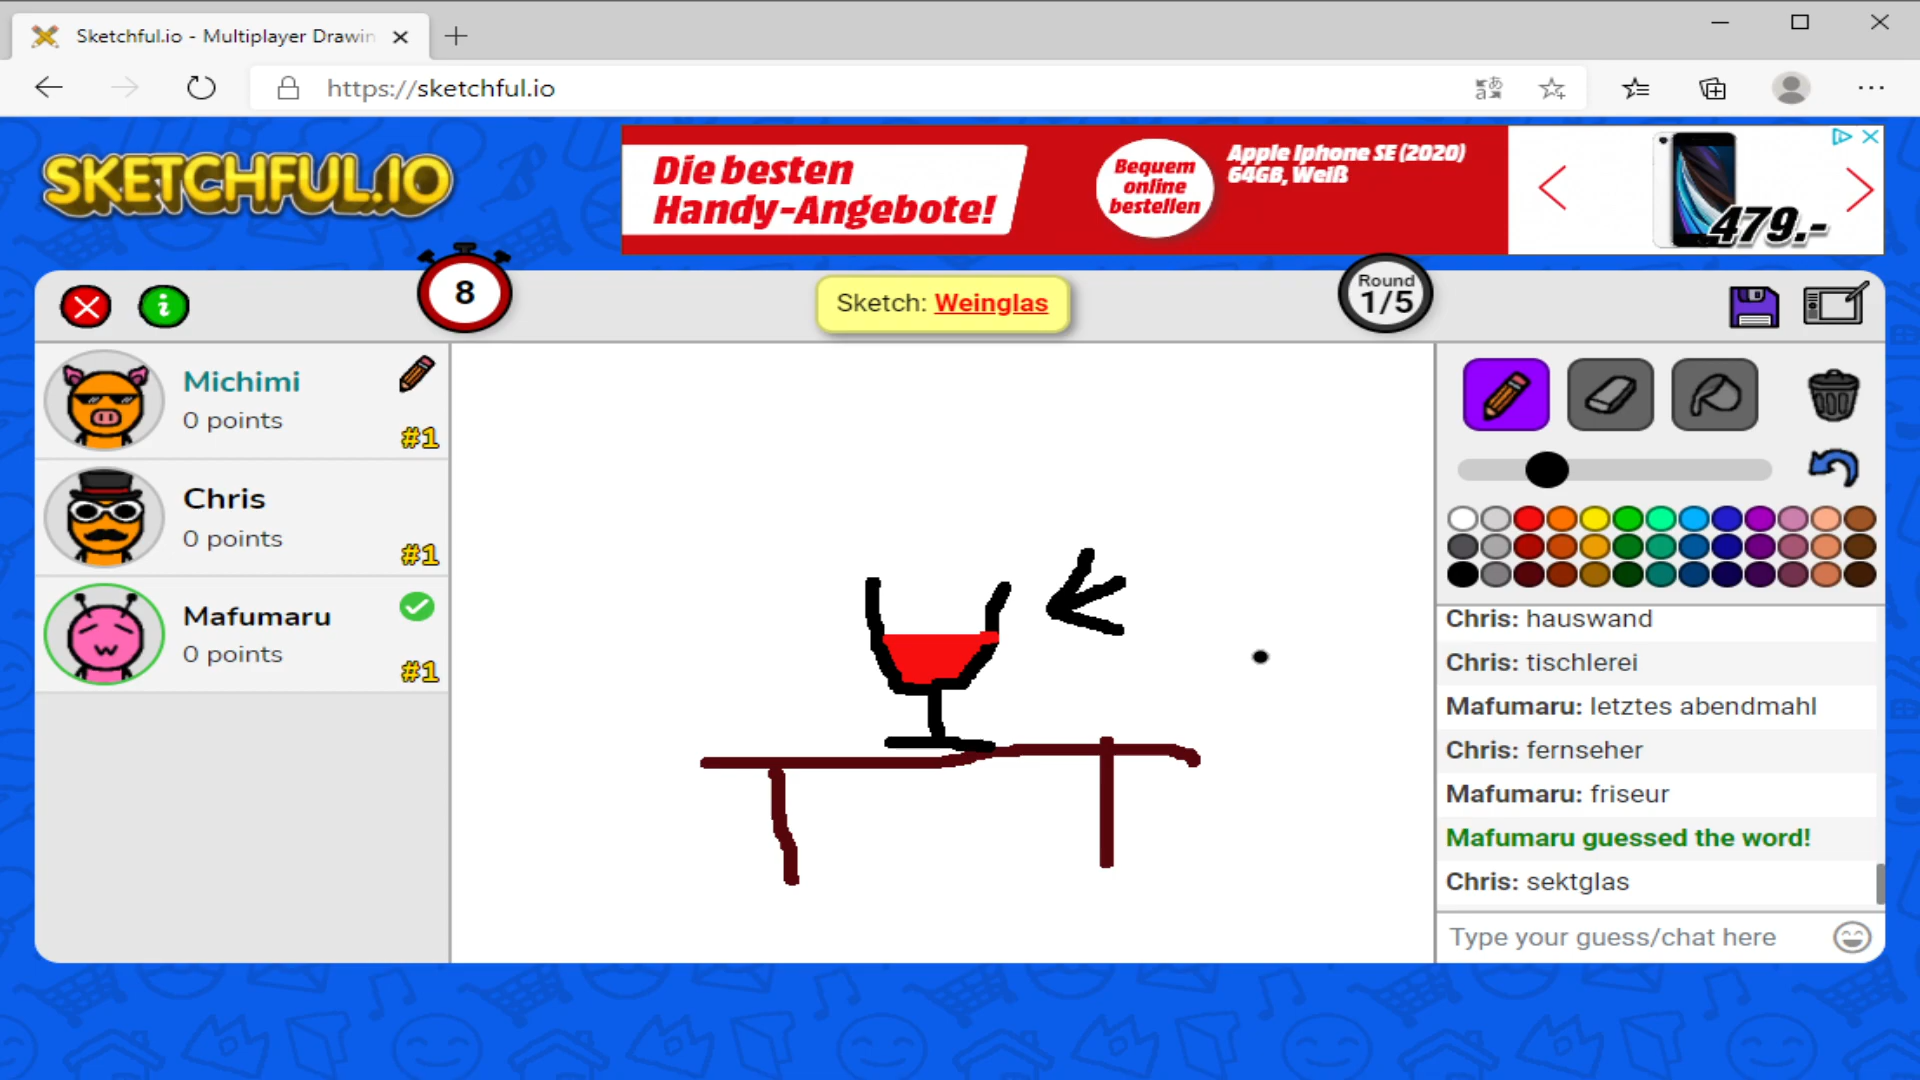 Sketchful.io - Multiplayer Drawin
https://sketchful.io
SKETCHFUL.IO
Die besten
Handy-Angebote!
Bequem
online
bestellen
Apple Iphone SE (2020)
64GB, Weiß
479.-
8
Sketch: Weinglas
Round
1/5
Michimi
0 points
#1
Chris
0 points
#1
Mafumaru
0 points
#1
Chris: hauswand
Chris: tischlerei
Mafumaru: letztes abendmahl
Chris: fernseher
Mafumaru: friseur
Mafumaru guessed the word!
Chris: sektglas
Type your guess/chat here